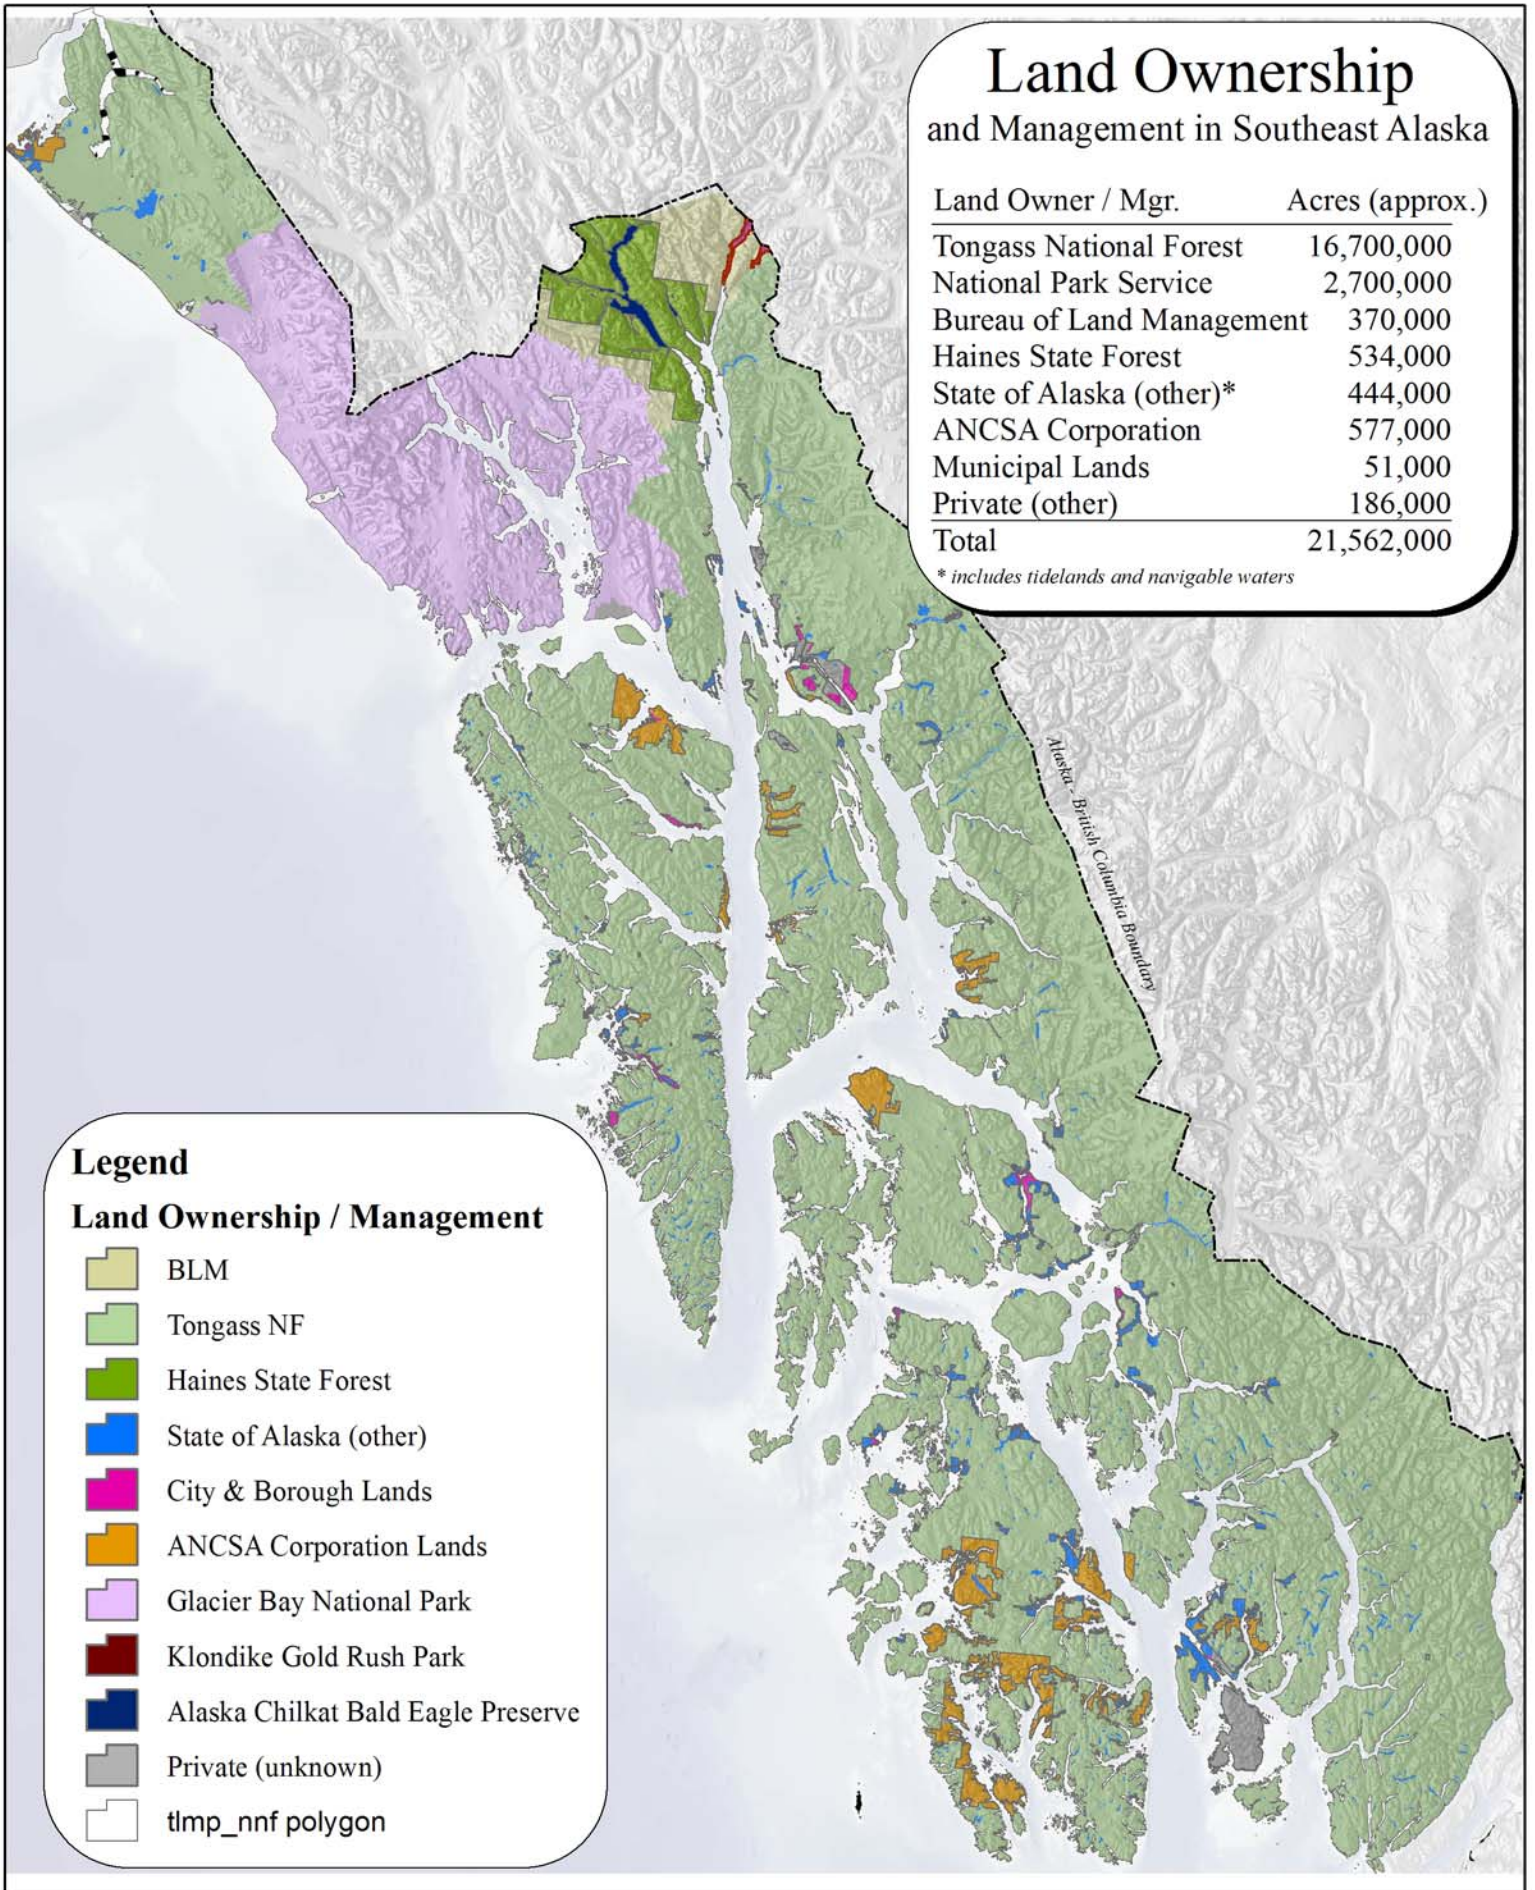 Land Ownership
and Management in Southeast Alaska
Land Owner / Mgr. Acres (approx.)
Tongass National Forest 16,700,000
National Park Service 2,700,000
Bureau of Land Management 370,000
Haines State Forest 534,000
State of Alaska (other)* 444,000
ANCSA Corporation 577,000
Municipal Lands 51,000
Private (other) 186,000
Total 21,562,000
* includes tidelands and navigable waters
Alaska - British Columbia Boundary
Legend
Land Ownership / Management
BLM
Tongass NF
Haines State Forest
State of Alaska (other)
City & Borough Lands
ANCSA Corporation Lands
Glacier Bay National Park
Klondike Gold Rush Park
Alaska Chilkat Bald Eagle Preserve
Private (unknown)
tlmp_nnf polygon